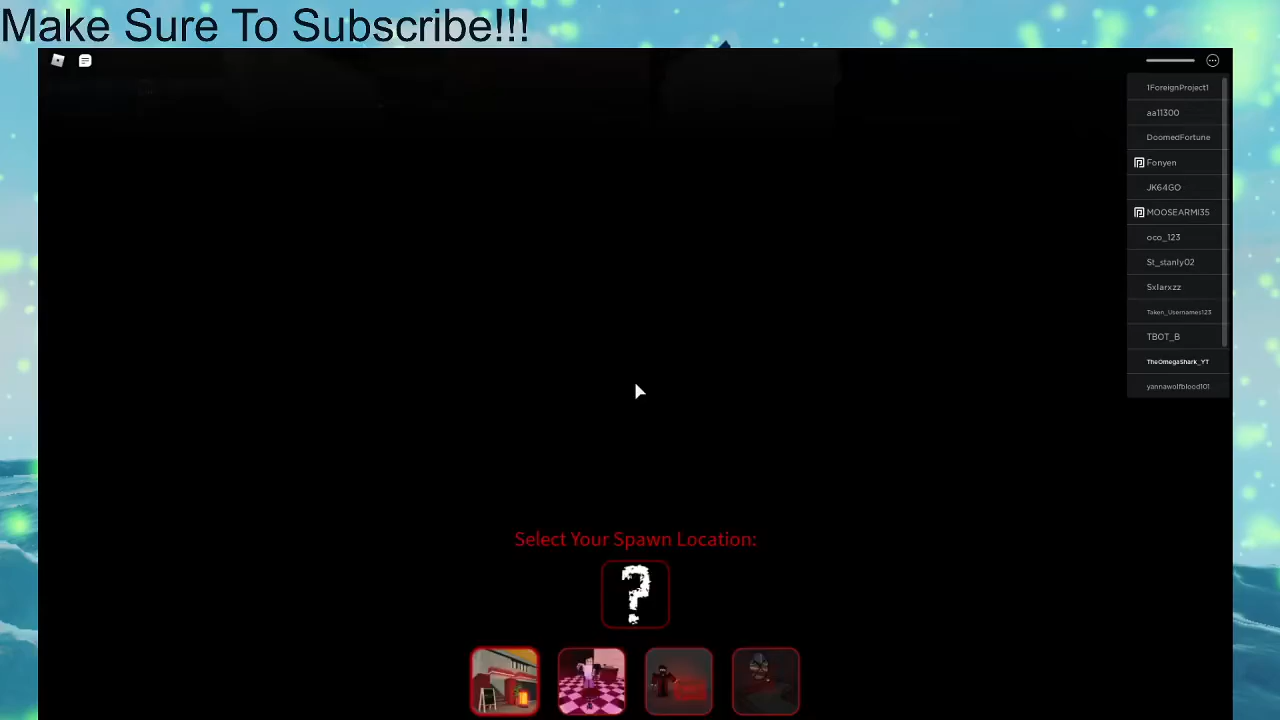 Make Sure To Subscribe!!!
1ForeignProject1
aa11300
DoomedFortune
Fonyen
JK64GO
MOOSEARMI35
oco_123
St_stanly02
Sxlarxzz
Taken_Usernames123
TBOT_B
TheOmegaShark_YT
yannawolfblood101
Select Your Spawn Location:
?